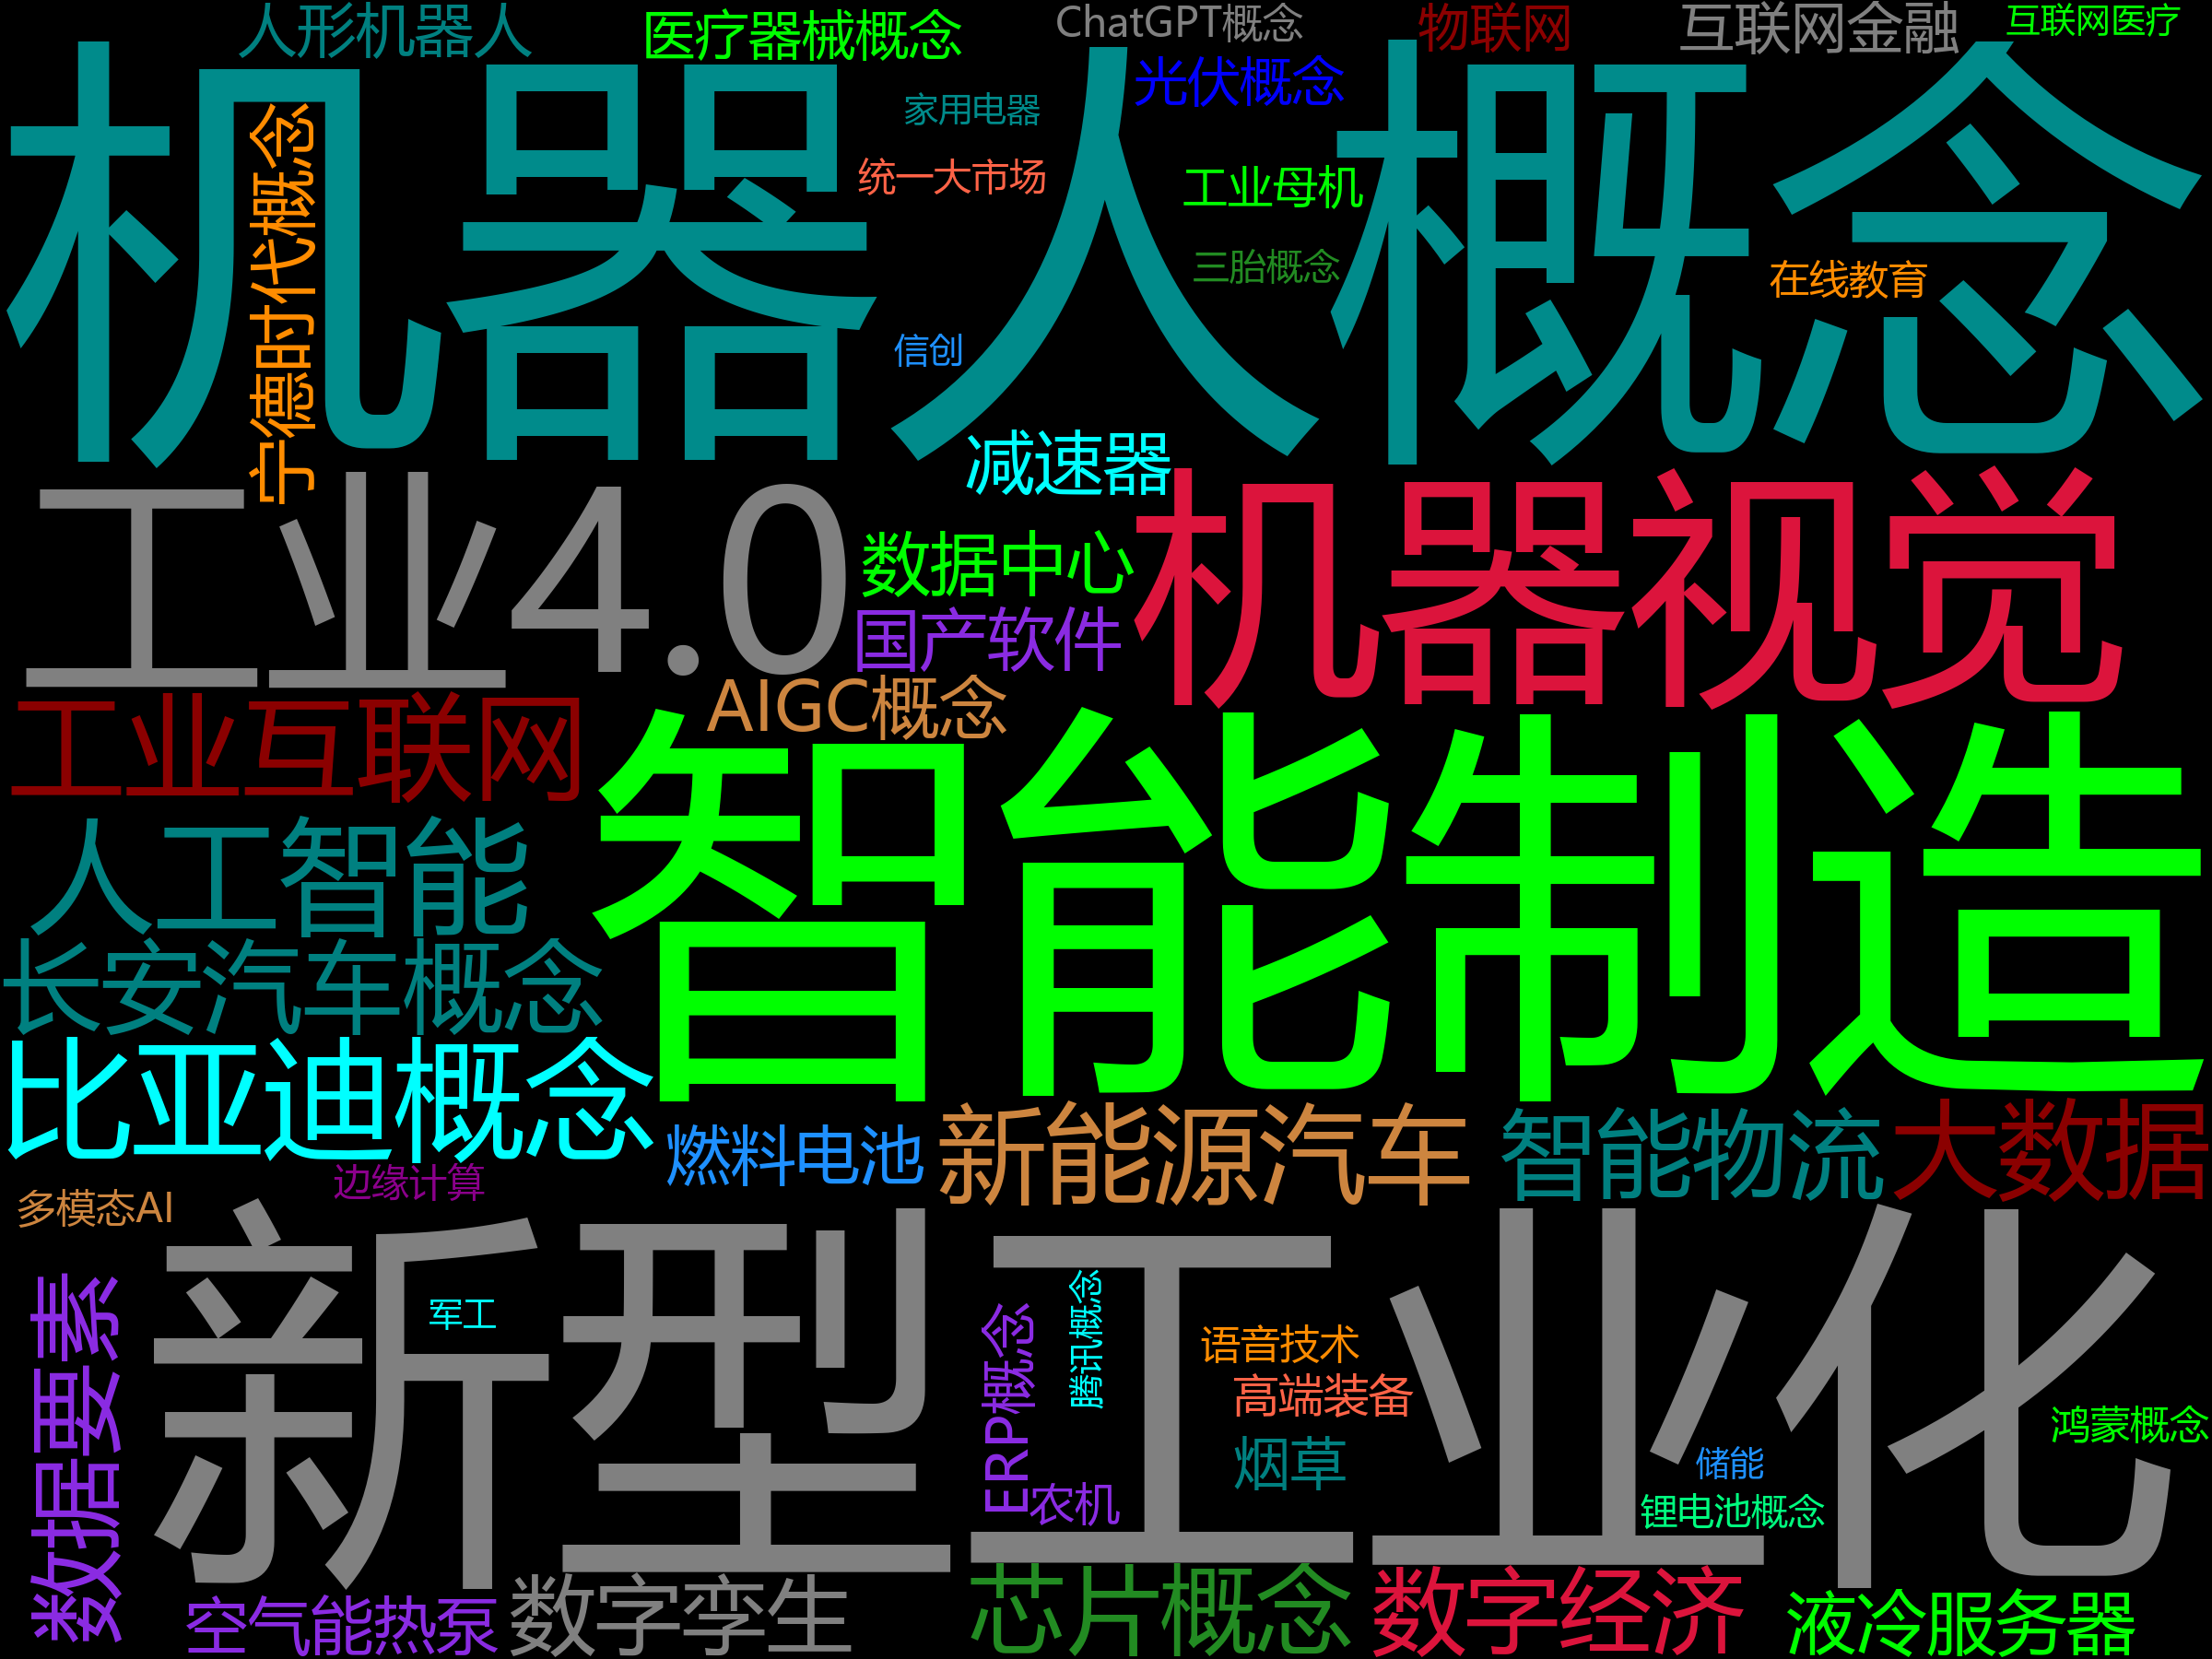 人形机器人
医疗器械概念
ChatGPT概念
物联网
互联网金融
互联网医疗
机器人概念
光伏概念
家用电器
宁德时代概念
统一大市场
工业母机
三胎概念
在线教育
信创
减速器
工业4.0
机器视觉
数据中心
国产软件
AIGC概念
工业互联网
智能制造
人工智能
长安汽车概念
比亚迪概念
燃料电池
新能源汽车
智能物流
大数据
边缘计算
多模态AI
新型工业化
数据要素
军工
腾讯概念
ERP概念
语音技术
高端装备
鸿蒙概念
烟草
储能
农机
锂电池概念
芯片概念
数字经济
数字孪生
液冷服务器
空气能热泵